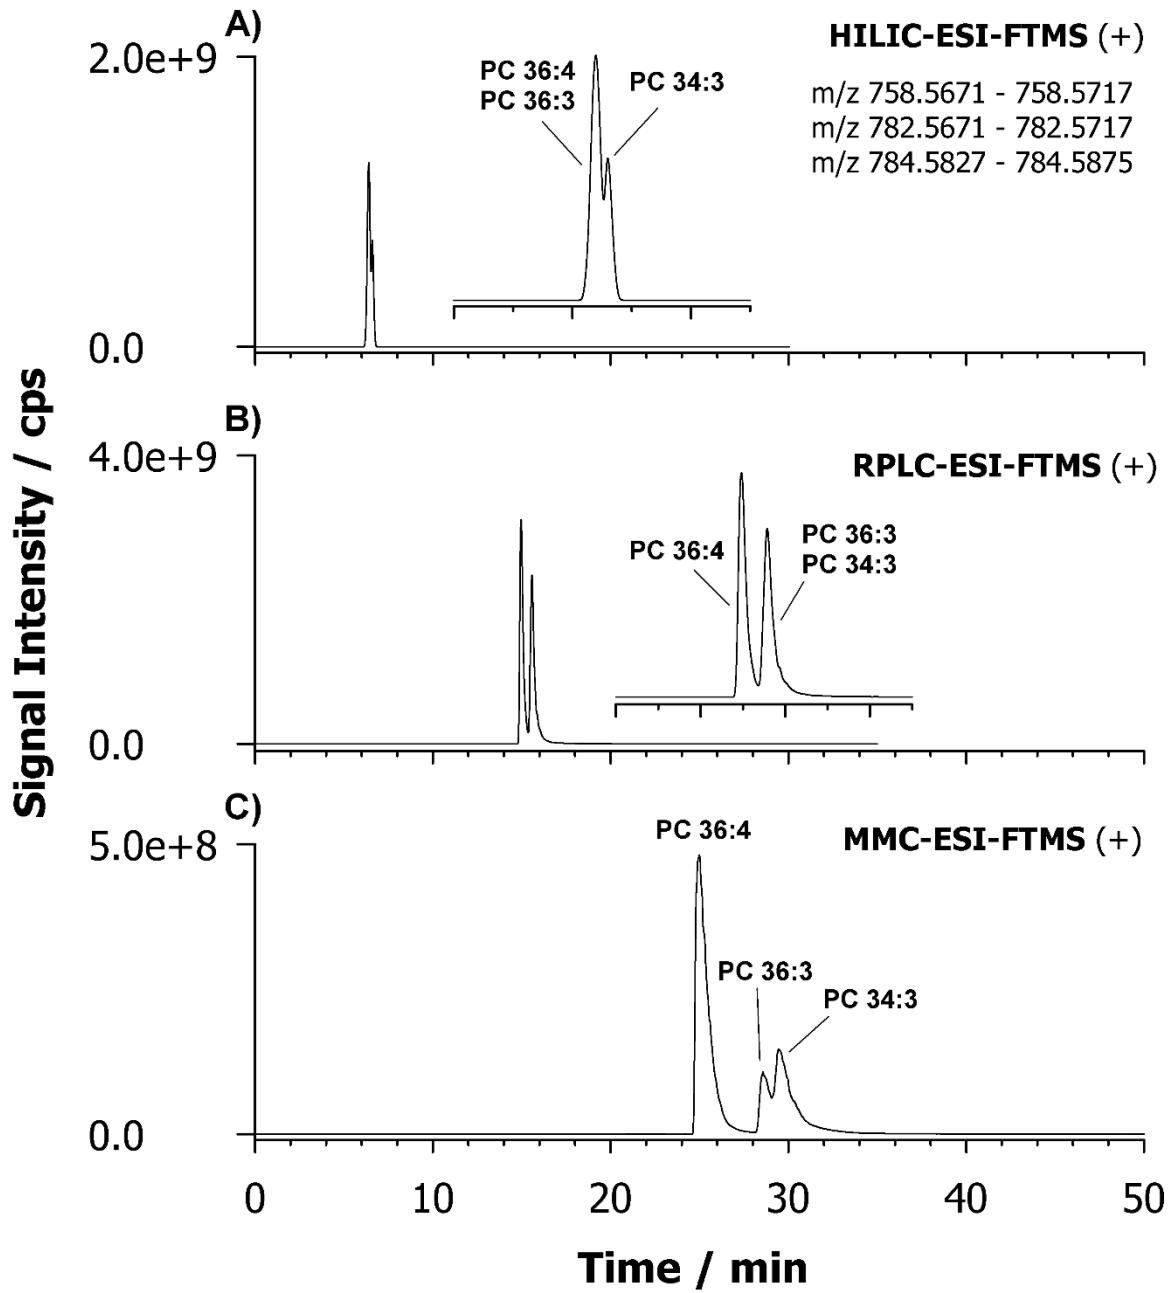 A)
HILIC-ESI-FTMS (+)
2.0e+9
PC 36:4
PC 36:3
PC 34:3
m/z 758.5671 - 758.5717
m/z 782.5671 - 782.5717
m/z 784.5827 - 784.5875
0.0
B)
4.0e+9
RPLC-ESI-FTMS (+)
PC 36:4
PC 36:3
PC 34:3
0.0
C)
5.0e+8
PC 36:4
MMC-ESI-FTMS (+)
PC 36:3
PC 34:3
0.0
0 10 20 30 40 50
Time / min
Signal Intensity / cps